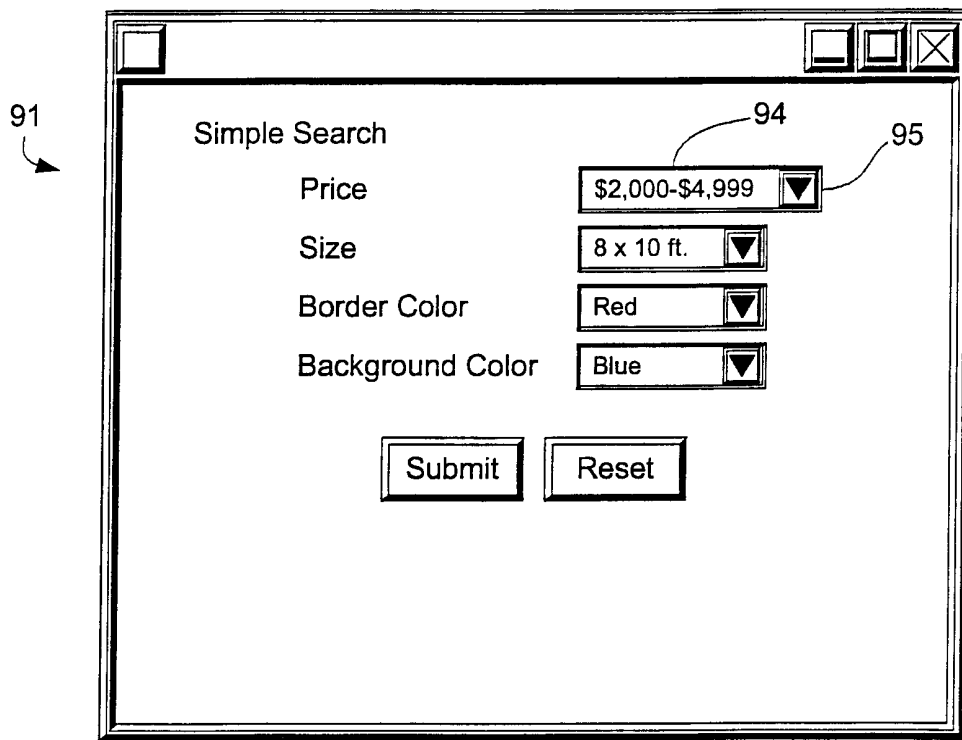 91
94
95
Simple Search
Price $2,000-$4,999
Size 8 x 10 ft.
Border Color Red
Background Color Blue
Submit Reset